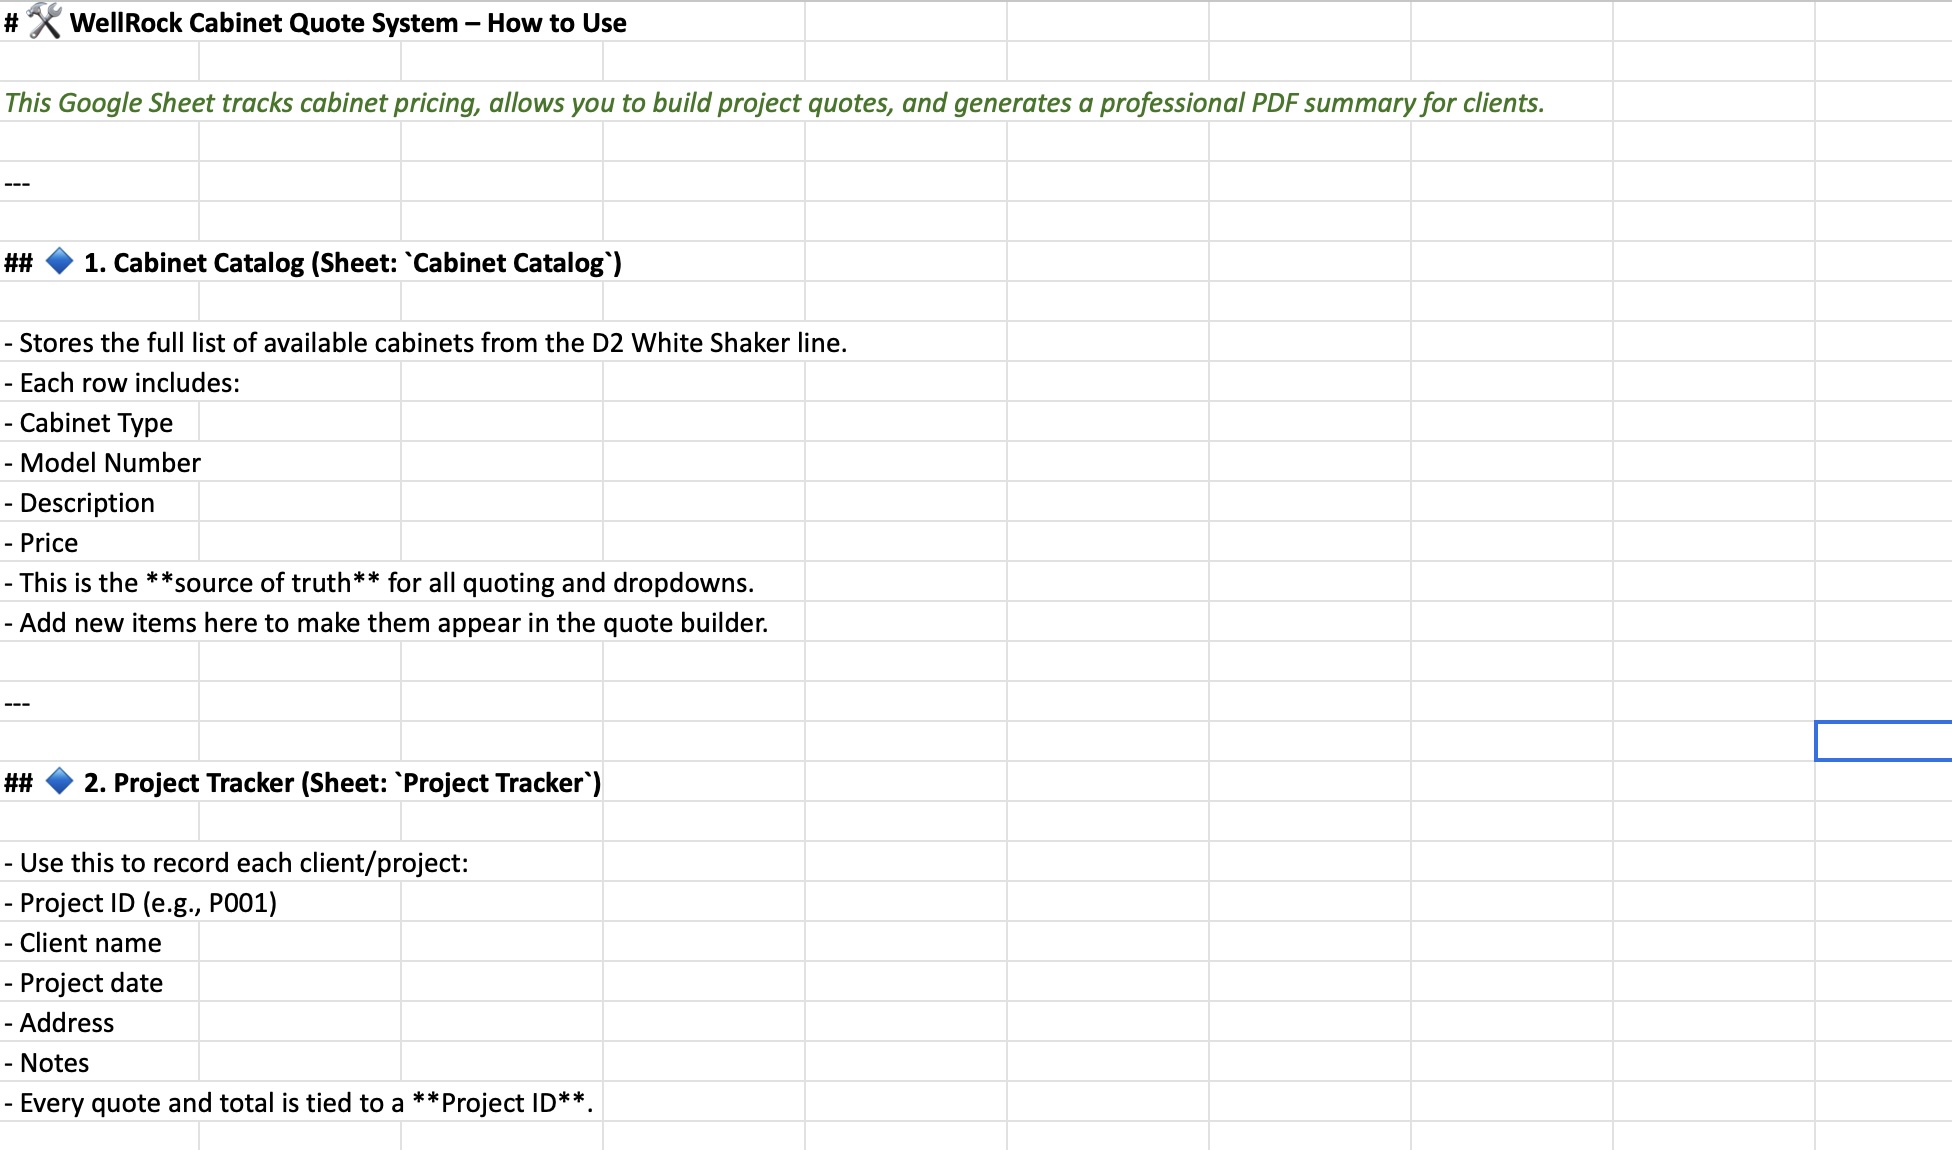 # 🛠 WellRock Cabinet Quote System – How to Use
This Google Sheet tracks cabinet pricing, allows you to build project quotes, and generates a professional PDF summary for clients.
---
## 🔷 1. Cabinet Catalog (Sheet: `Cabinet Catalog`)
- Stores the full list of available cabinets from the D2 White Shaker line.
- Each row includes:
- Cabinet Type
- Model Number
- Description
- Price
- This is the **source of truth** for all quoting and dropdowns.
- Add new items here to make them appear in the quote builder.
---
## 🔷 2. Project Tracker (Sheet: `Project Tracker`)
- Use this to record each client/project:
- Project ID (e.g., P001)
- Client name
- Project date
- Address
- Notes
- Every quote and total is tied to a **Project ID**.